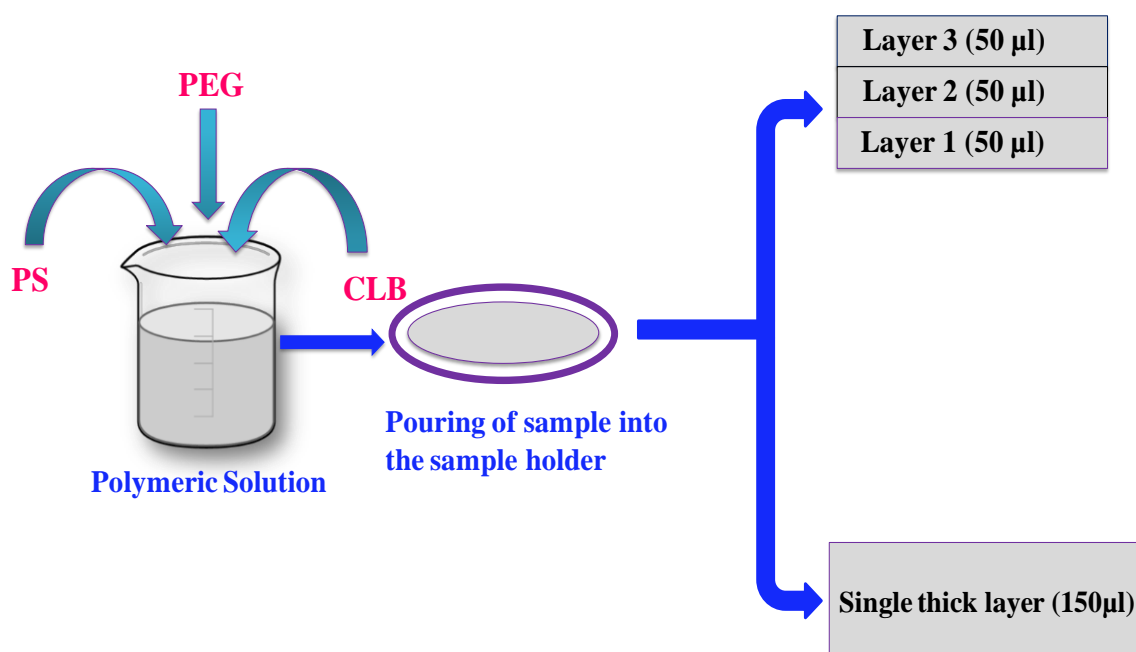 PEG
PS
CLB
Polymeric Solution
Pouring of sample into
the sample holder
Layer 3 (50 µl)
Layer 2 (50 µl)
Layer 1 (50 µl)
Single thick layer (150µl)